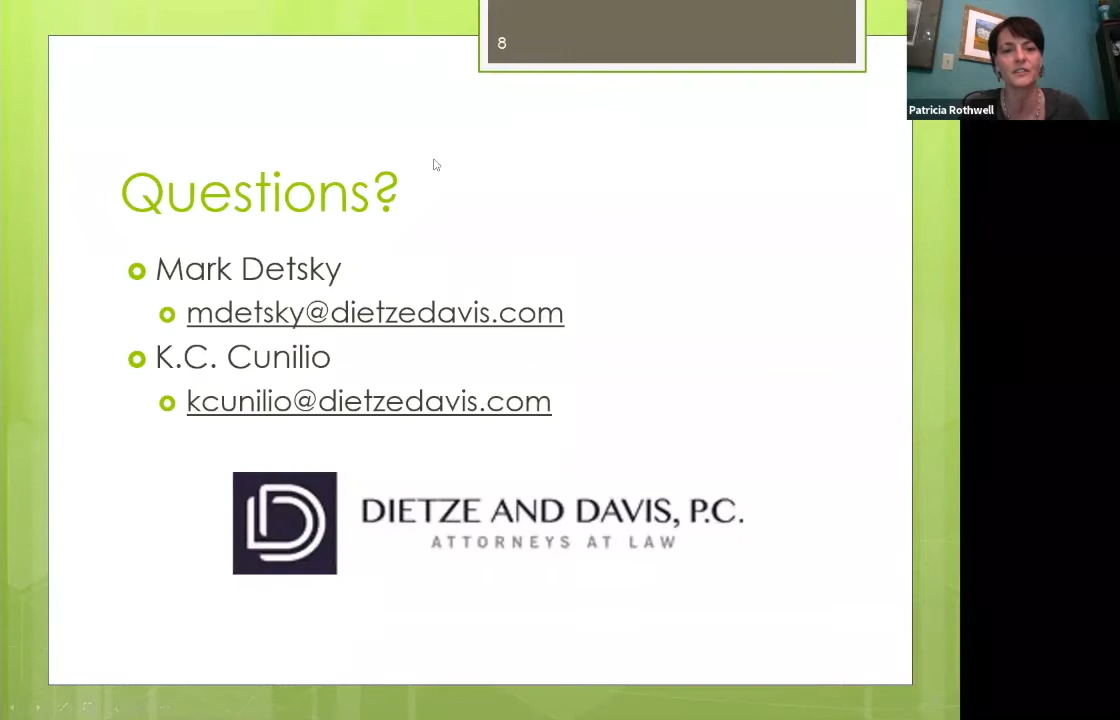 8
Patricia Rothwell
Questions?
Mark Detsky
mdetsky@dietzedavis.com
K.C. Cunilio
kcunilio@dietzedavis.com
DIETZE AND DAVIS, P.C.
ATTORNEYS AT LAW